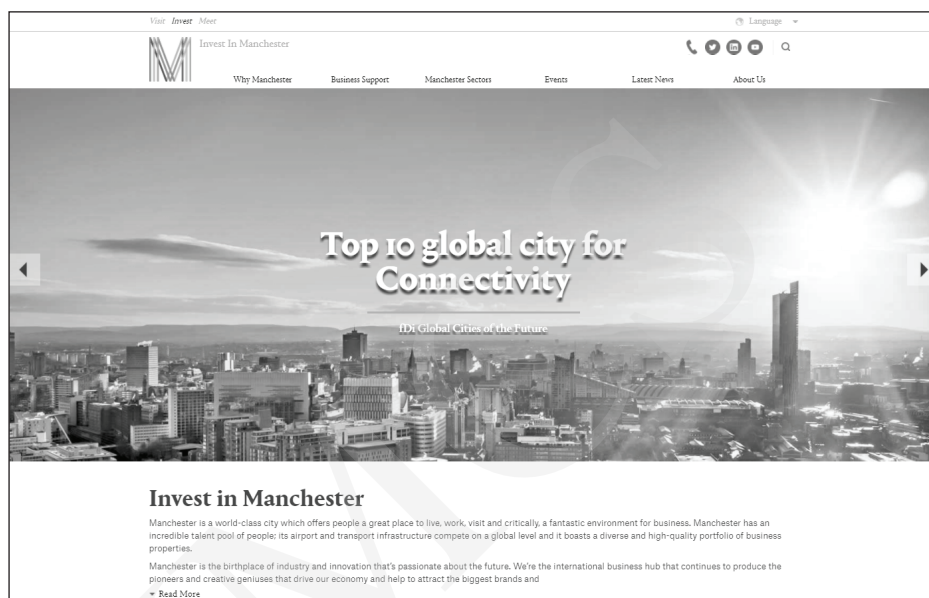 Visit Invest Meet
Language
Invest In Manchester
Why Manchester
Business Support
Manchester Sectors
Events
Latest News
About Us
Top 10 global city for
Connectivity
fDi Global Cities of the Future
Invest in Manchester
Manchester is a world-class city which offers people a great place to live, work, visit and critically, a fantastic environment for business. Manchester has an
incredible talent pool of people; its airport and transport infrastructure compete on a global level and it boasts a diverse and high-quality portfolio of business
properties.
Manchester is the birthplace of industry and innovation that's passionate about the future. We're the international business hub that continues to produce the
pioneers and creative geniuses that drive our economy and help to attract the biggest brands and
Read More